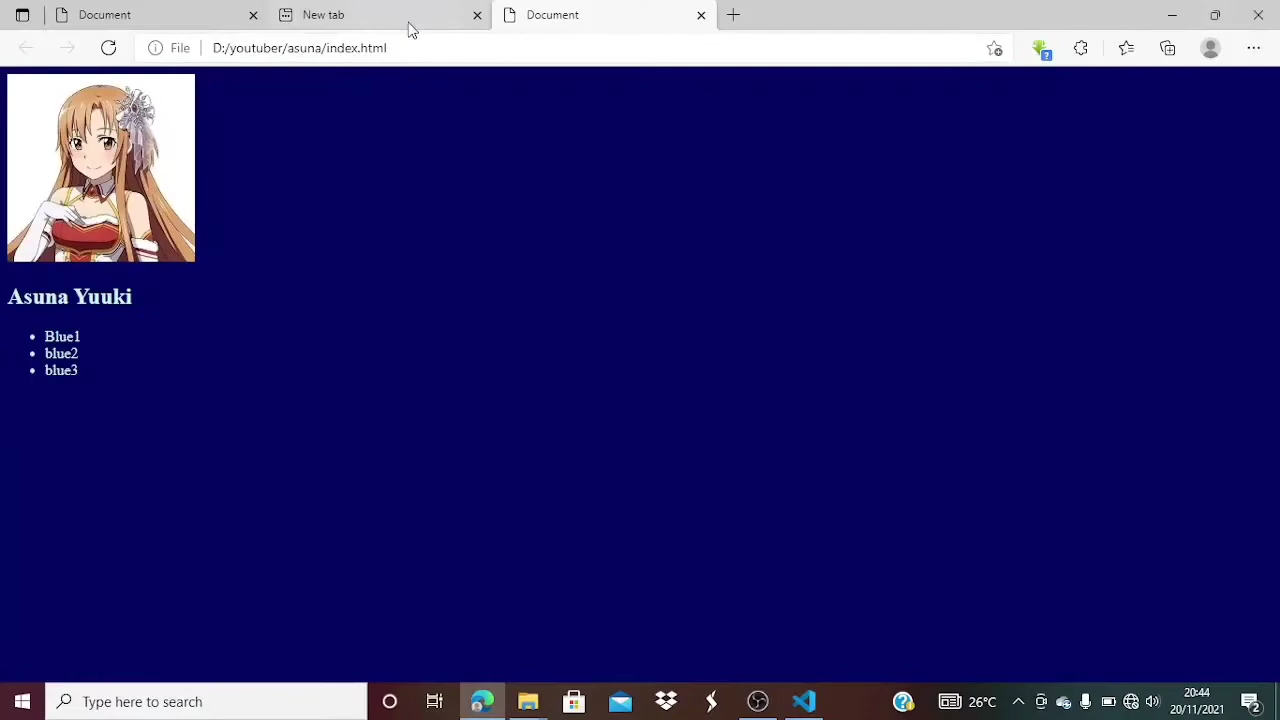 Document
New tab
Document
File
D:/youtuber/asuna/index.html
?
Asuna Yuuki
Blue1
blue2
blue3
Type here to search
?
26°C
20:44
20/11/2021
2